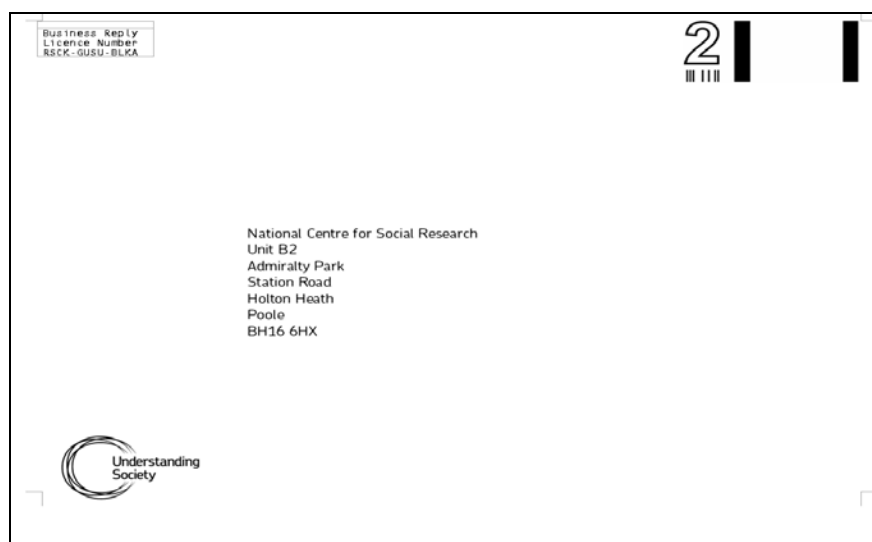 Business Reply
Licence Number
RSCK-GUSU-BLKA
2
National Centre for Social Research
Unit B2
Admiralty Park
Station Road
Holton Heath
Poole
BH16 6HX
Understanding
Society